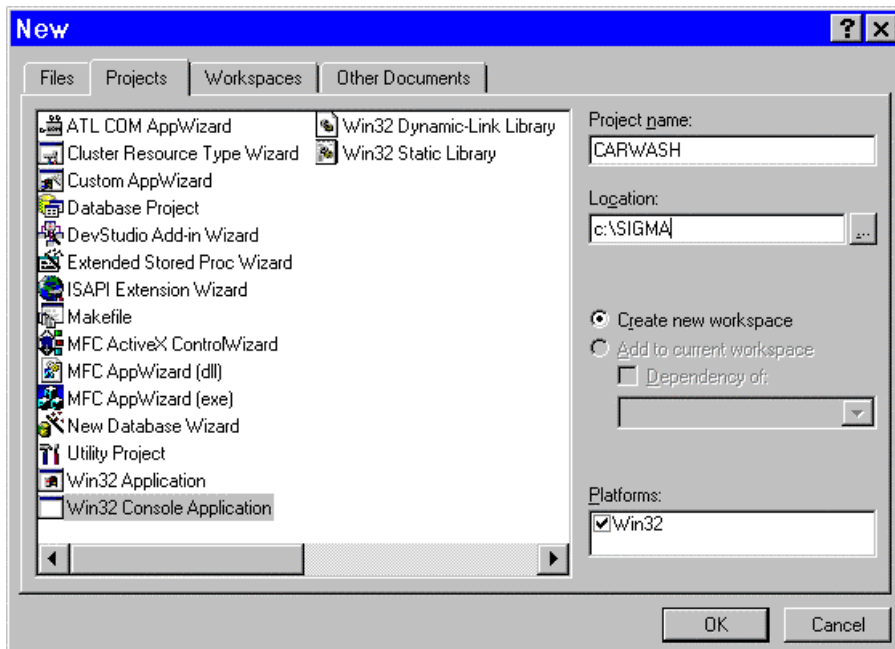 New
Files Projects Workspaces Other Documents
ATL COM AppWizard
Cluster Resource Type Wizard
Custom AppWizard
Database Project
DevStudio Add-in Wizard
Extended Stored Proc Wizard
ISAPI Extension Wizard
Makefile
MFC ActiveX ControlWizard
MFC AppWizard (dll)
MFC AppWizard (exe)
New Database Wizard
Utility Project
Win32 Application
Win32 Console Application
Win32 Dynamic-Link Library
Win32 Static Library
Project name:
CARWASH
Location:
c:\SIGMA
...
Create new workspace
Add to current workspace
Dependency of:
Platforms:
Win32
OK Cancel